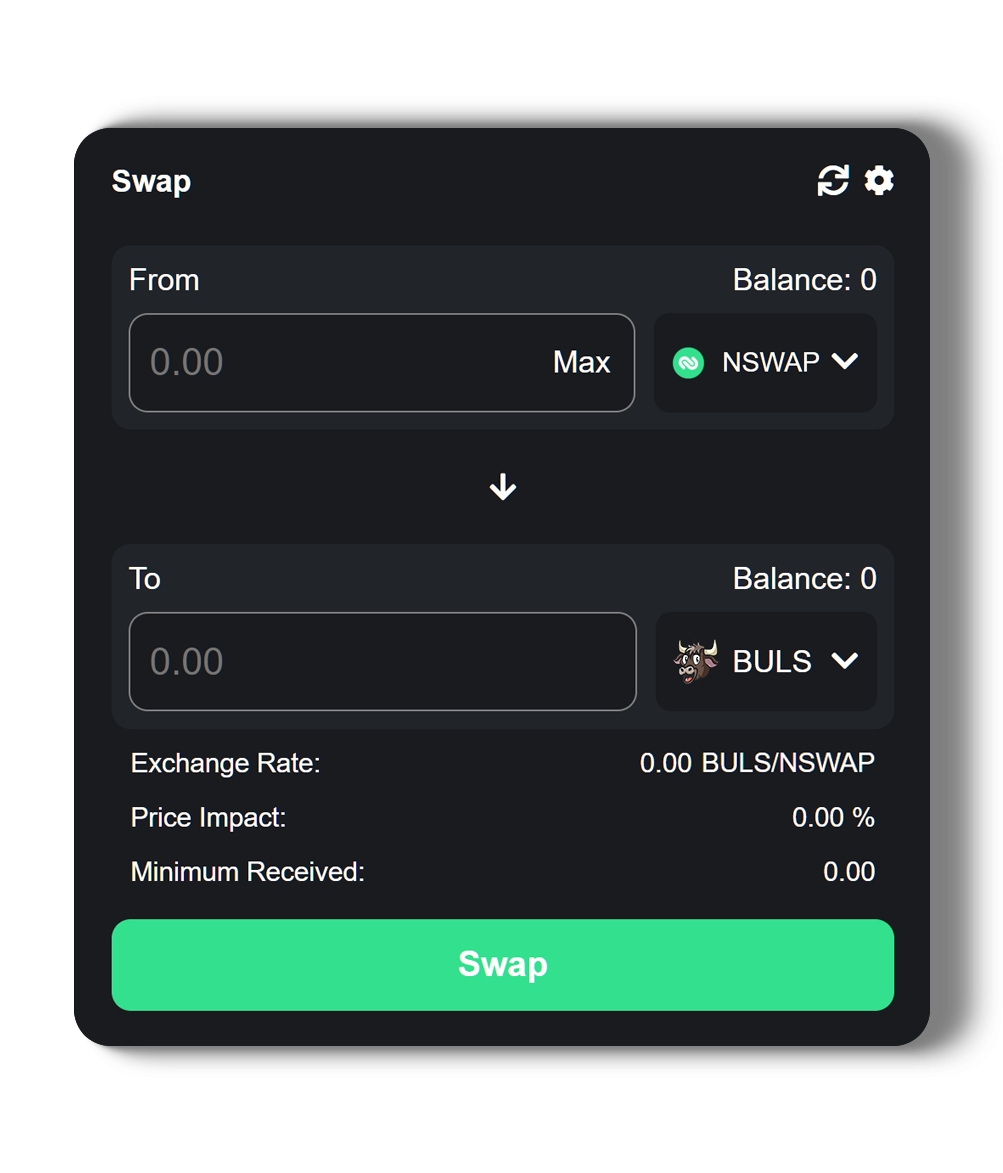 Swap
From Balance: 0
0.00 Max NSWAP
To Balance: 0
0.00 BULS
Exchange Rate: 0.00 BULS/NSWAP
Price Impact: 0.00 %
Minimum Received: 0.00
Swap